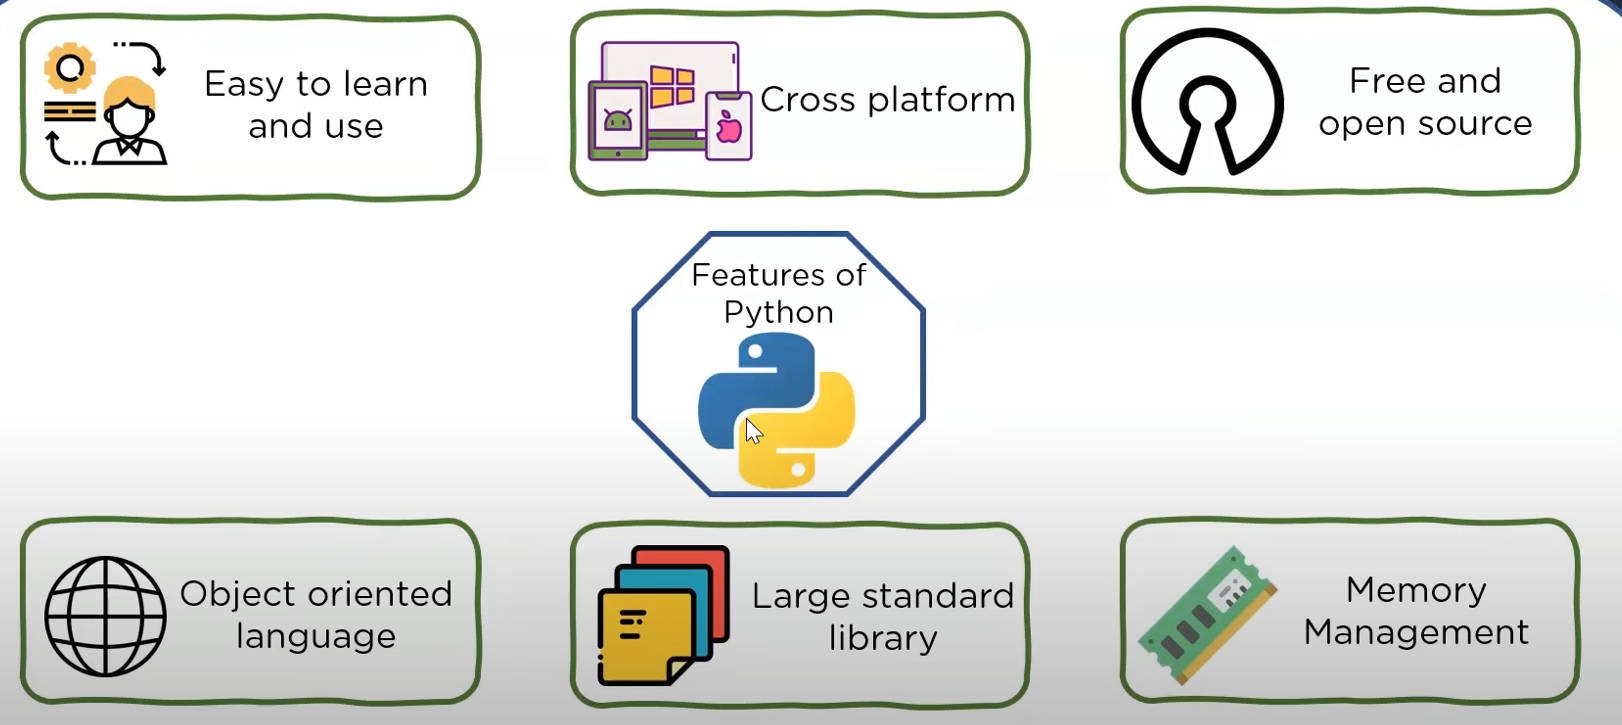 Easy to learn
and use
Cross platform
Free and
open source
Features of
Python
Object oriented
language
Large standard
library
Memory
Management